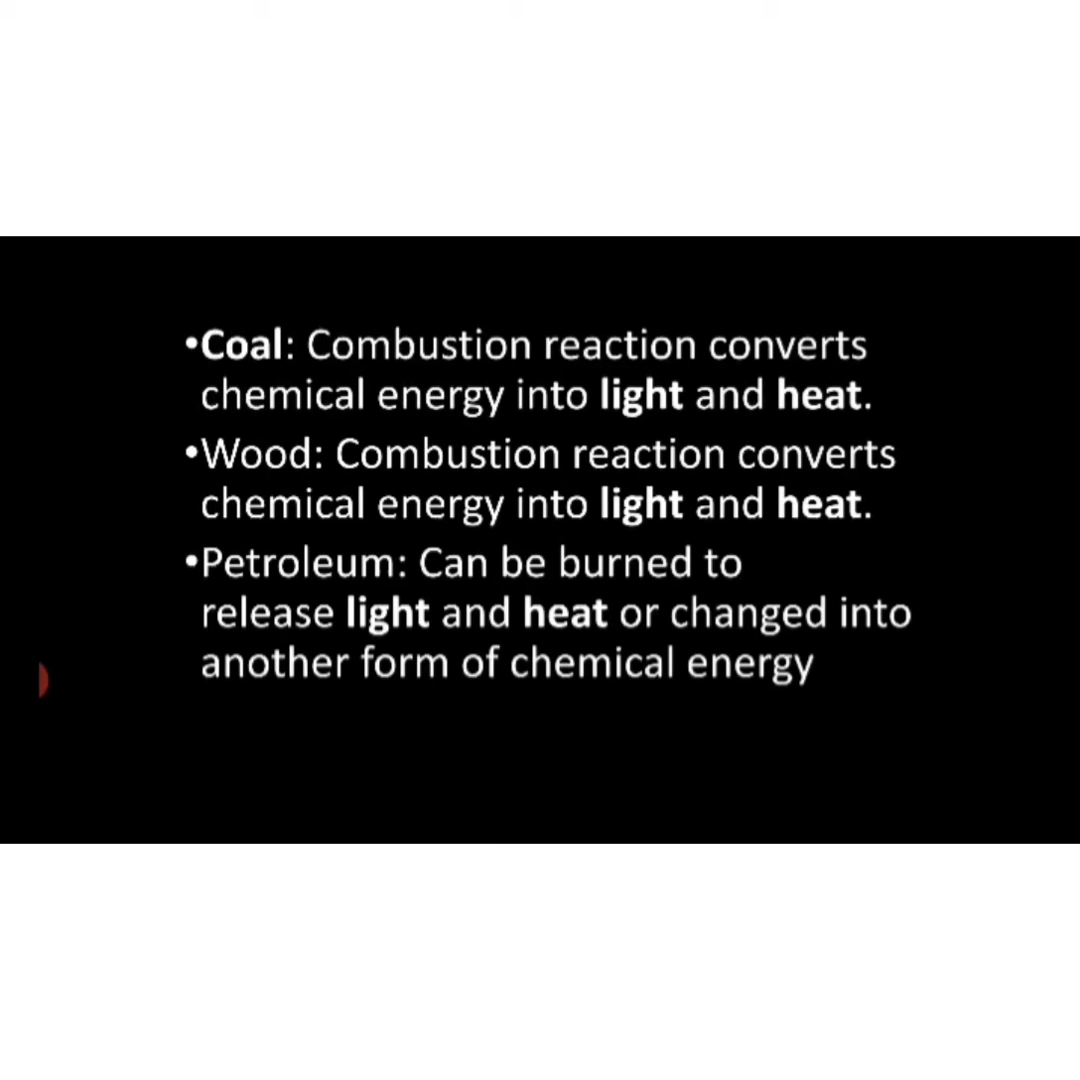 •Coal: Combustion reaction converts
chemical energy into light and heat.
•Wood: Combustion reaction converts
chemical energy into light and heat.
•Petroleum: Can be burned to
release light and heat or changed into
another form of chemical energy